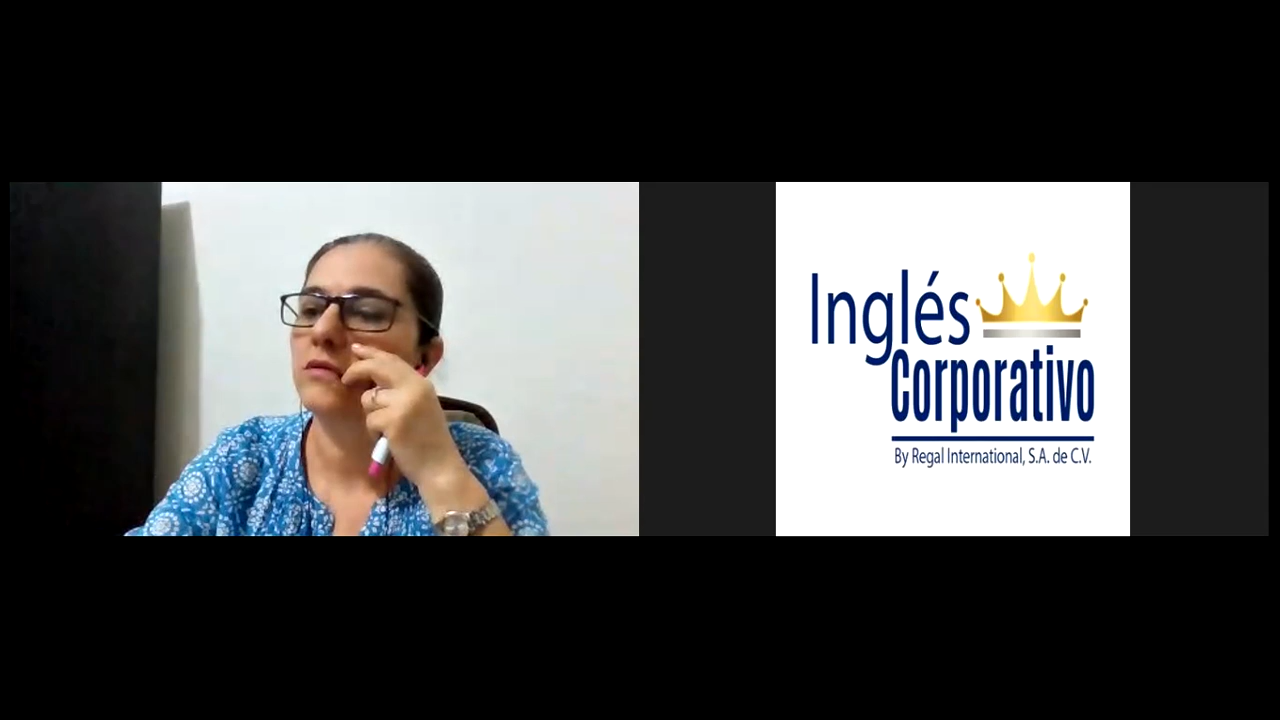 Inglés
Corporativo
By Regal International, S.A. de C.V.